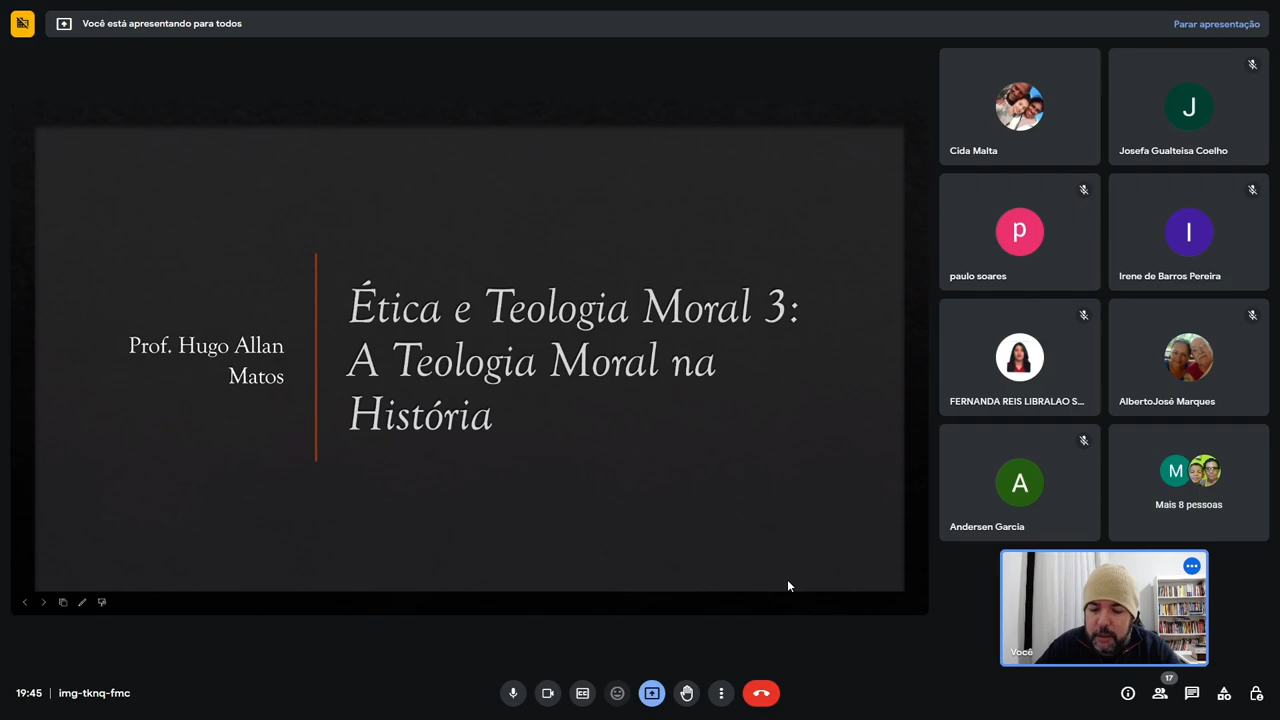 Você está apresentando para todos
Parar apresentação
Prof. Hugo Allan
Matos
Ética e Teologia Moral 3:
A Teologia Moral na
História
Cida Malta
J
Josefa Gualteisa Coelho
p
paulo soares
I
Irene de Barros Pereira
FERNANDA REIS LIBRALAO S...
AlbertoJosé Marques
A
Andersen Garcia
M
Mais 8 pessoas
Você
19:45
img-tknq-fmc
17